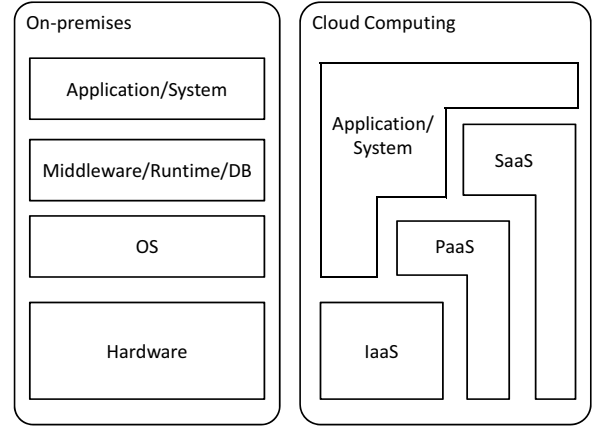 On-premises
Application/System
Middleware/Runtime/DB
OS
Hardware
Cloud Computing
Application/
System
SaaS
PaaS
IaaS